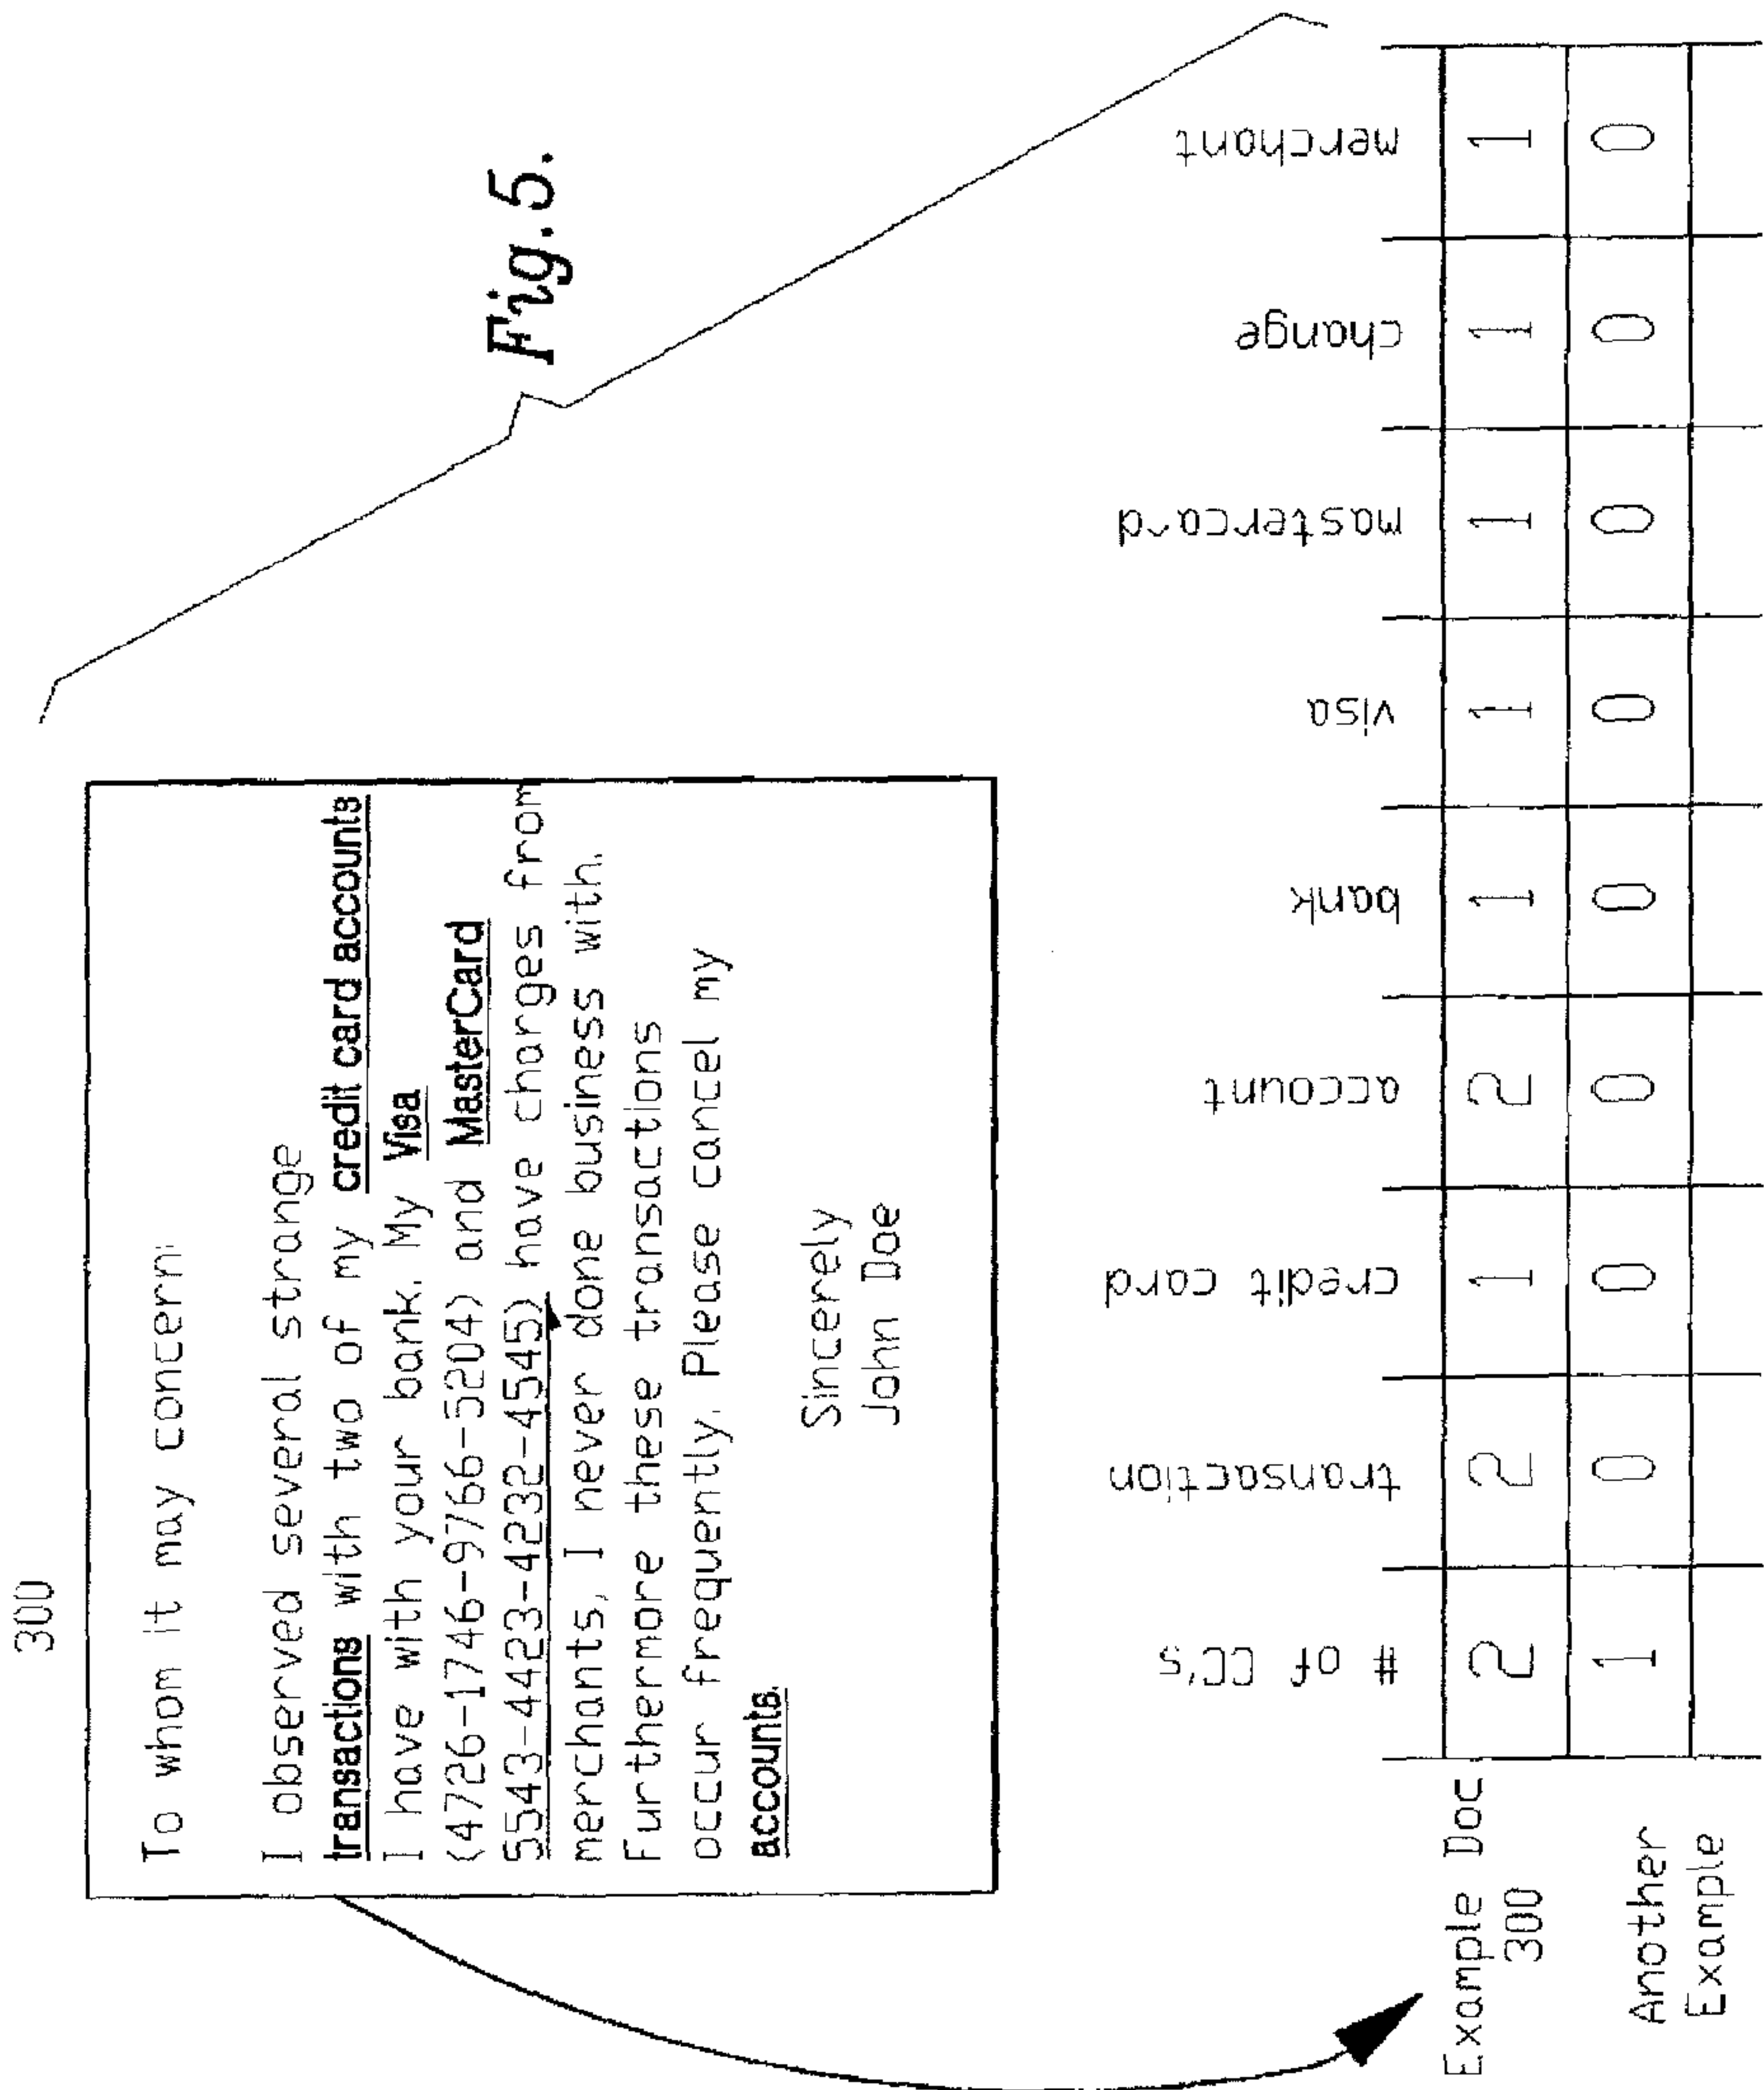 300
To whom it may concern:
I observed several strange
transactions with two of my credit card accounts
I have with your bank. My Visa
(4726-1746-9766-5204) and MasterCard
5543-4423-4232-4545) have charges from
merchants, I never done business with.
Furthermore these transactions
occur frequently. Please cancel my
accounts.
Sincerely
John Doe
Fig.5.
# of CC's transaction credit card account bank visa mastercard change merchant
Example Doc 2 2 1 2 1 1 1 1 1
300
Another 1 0 0 0 0 0 0 0 0
Example